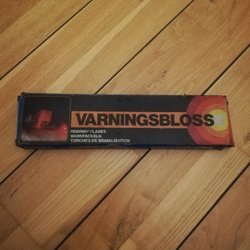 VARNINGSBLOSS
HIGHWAY FLARES
WARNFACKELN
TORCHES DE SIGNALISATION